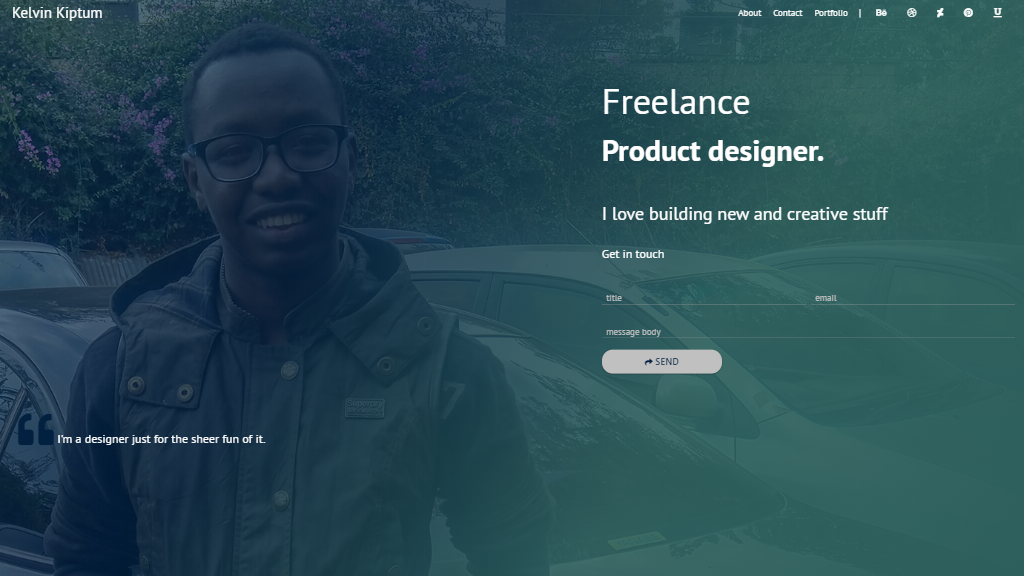 Kelvin Kiptum
About Contact Portfolio |
Freelance
Product designer.
I love building new and creative stuff
Get in touch
title email
message body
SEND
I'm a designer just for the sheer fun of it.